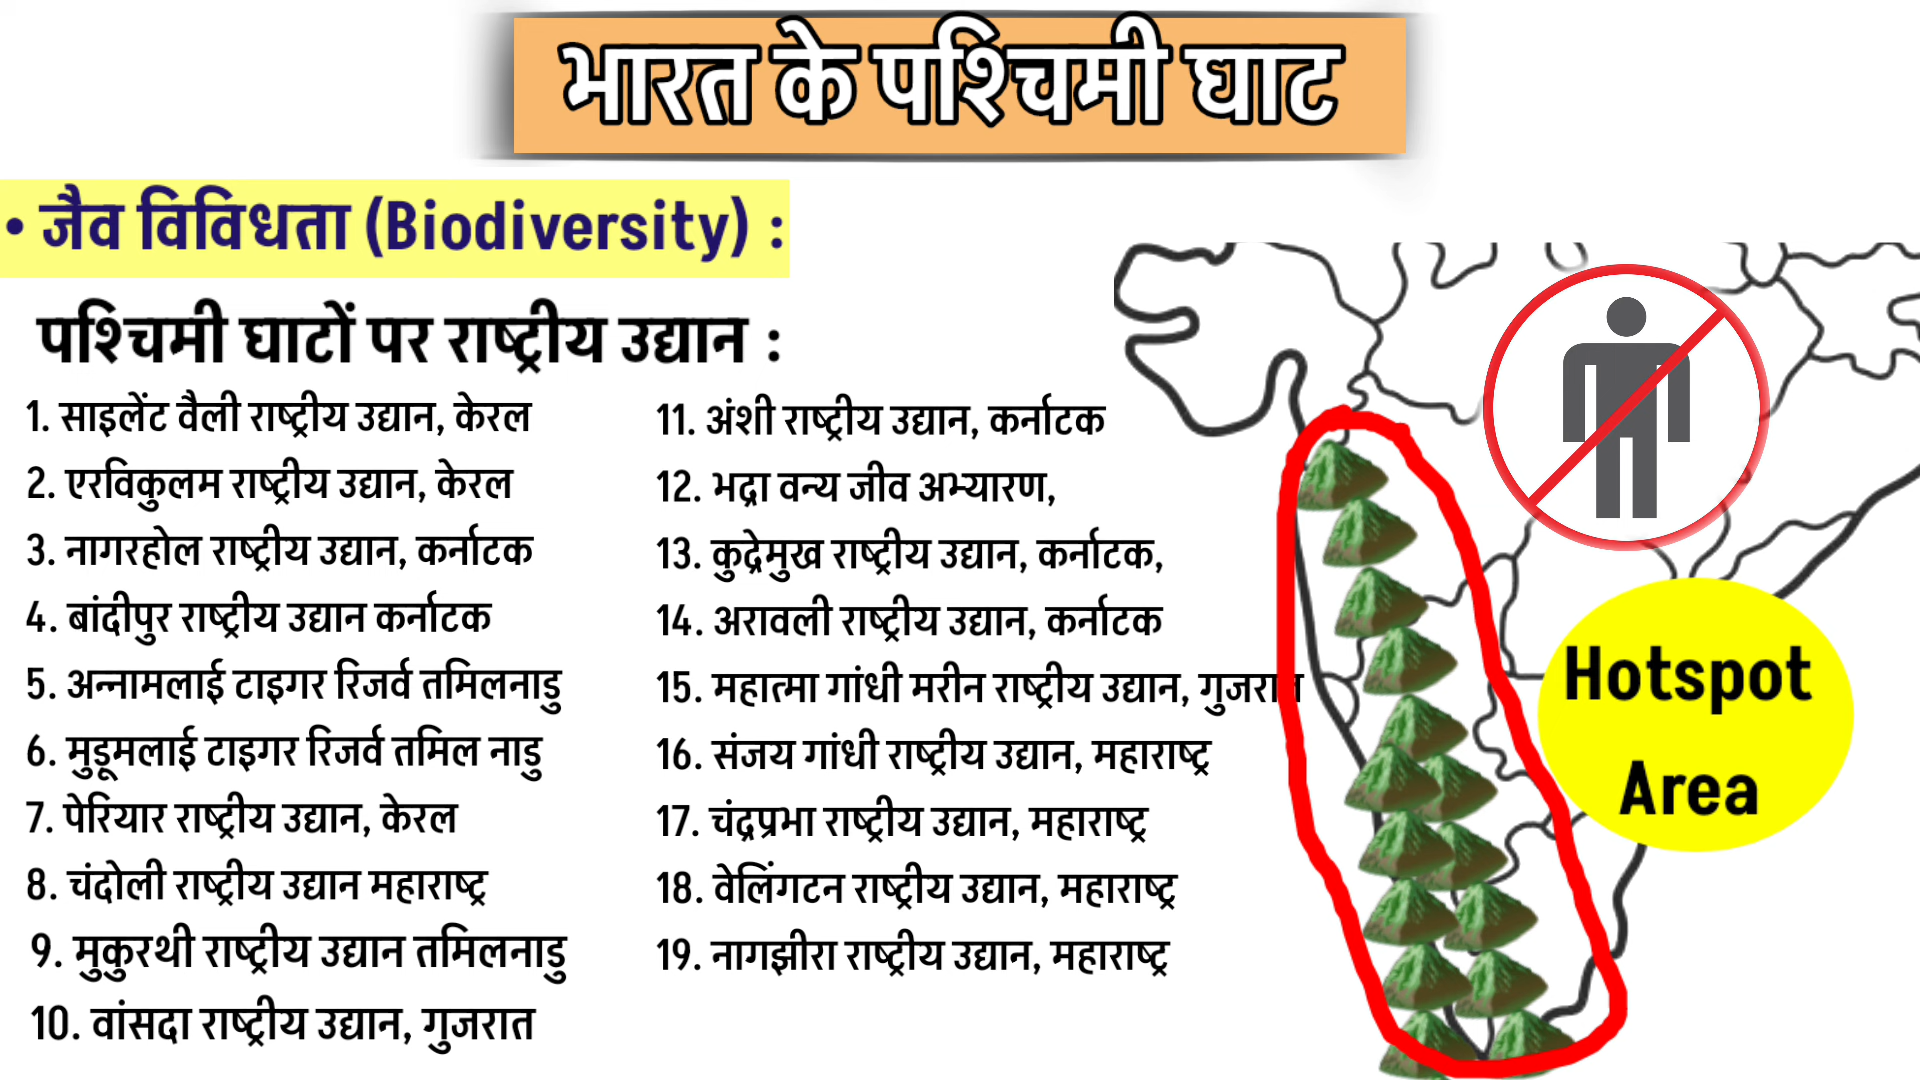 भारत के पश्चिमी घाट
• जैव विविधता (Biodiversity) :
पश्चिमी घाटों पर राष्ट्रीय उद्यान :
1. साइलेंट वैली राष्ट्रीय उद्यान, केरल
2. एरविकुलम राष्ट्रीय उद्यान, केरल
3. नागरहोल राष्ट्रीय उद्यान, कर्नाटक
4. बांदीपुर राष्ट्रीय उद्यान कर्नाटक
5. अन्नामलाई टाइगर रिजर्व तमिलनाडु
6. मुडूमलाई टाइगर रिजर्व तमिल नाडु
7. पेरियार राष्ट्रीय उद्यान, केरल
8. चंदोली राष्ट्रीय उद्यान महाराष्ट्र
9. मुकुरथी राष्ट्रीय उद्यान तमिलनाडु
10. वांसदा राष्ट्रीय उद्यान, गुजरात
11. अंशी राष्ट्रीय उद्यान, कर्नाटक
12. भद्रा वन्य जीव अभ्यारण,
13. कुद्रेमुख राष्ट्रीय उद्यान, कर्नाटक,
14. अरावली राष्ट्रीय उद्यान, कर्नाटक
15. महात्मा गांधी मरीन राष्ट्रीय उद्यान, गुजरात
16. संजय गांधी राष्ट्रीय उद्यान, महाराष्ट्र
17. चंद्रप्रभा राष्ट्रीय उद्यान, महाराष्ट्र
18. वेलिंगटन राष्ट्रीय उद्यान, महाराष्ट्र
19. नागझीरा राष्ट्रीय उद्यान, महाराष्ट्र
Hotspot
Area